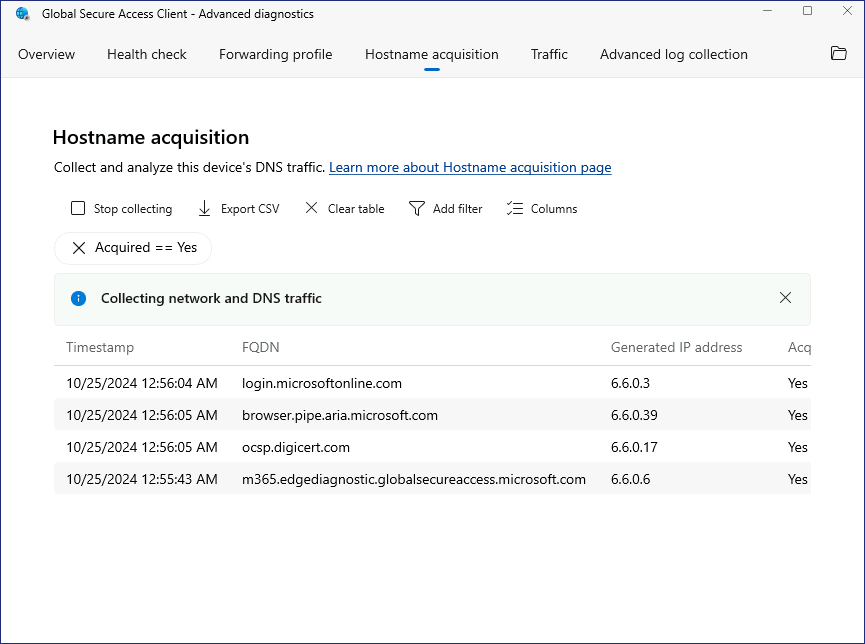 Global Secure Access Client - Advanced diagnostics
Overview Health check Forwarding profile Hostname acquisition Traffic Advanced log collection
Hostname acquisition
Collect and analyze this device's DNS traffic. Learn more about Hostname acquisition page
Stop collecting Export CSV Clear table Add filter Columns
Acquired == Yes
Collecting network and DNS traffic
Timestamp FQDN Generated IP address Acq
10/25/2024 12:56:04 AM login.microsoftonline.com 6.6.0.3 Yes
10/25/2024 12:56:05 AM browser.pipe.aria.microsoft.com 6.6.0.39 Yes
10/25/2024 12:56:05 AM ocsp.digicert.com 6.6.0.17 Yes
10/25/2024 12:55:43 AM m365.edgediagnostic.globalsecureaccess.microsoft.com 6.6.0.6 Yes